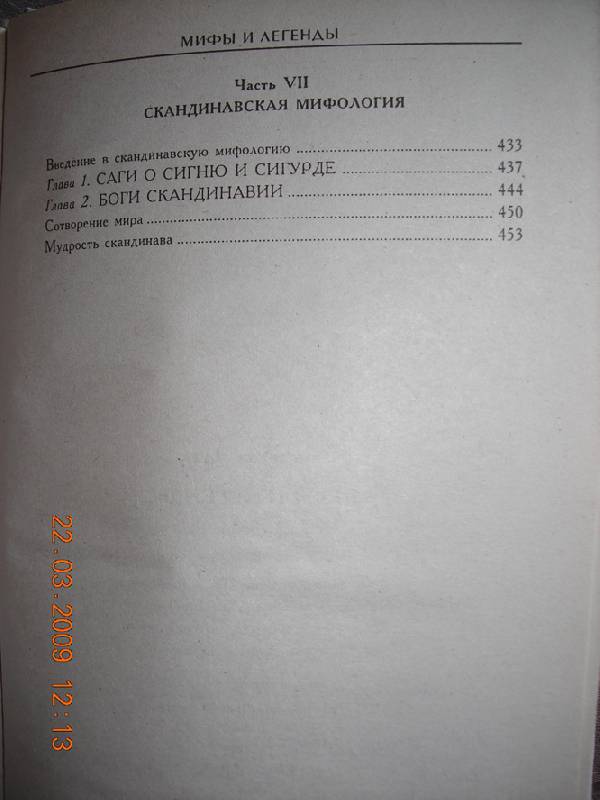 МИФЫ И ЛЕГЕНДЫ
Часть VII
СКАНДИНАВСКАЯ МИФОЛОГИЯ
Введение в скандинавскую мифологию ........................ 433
Глава 1. САГИ О СИГНЮ И СИГУРДЕ ........................ 437
Глава 2. БОГИ СКАНДИНАВИИ ........................ 444
Сотворение мира ........................ 450
Мудрость скандинава ........................ 453
22.03.2009 12:13